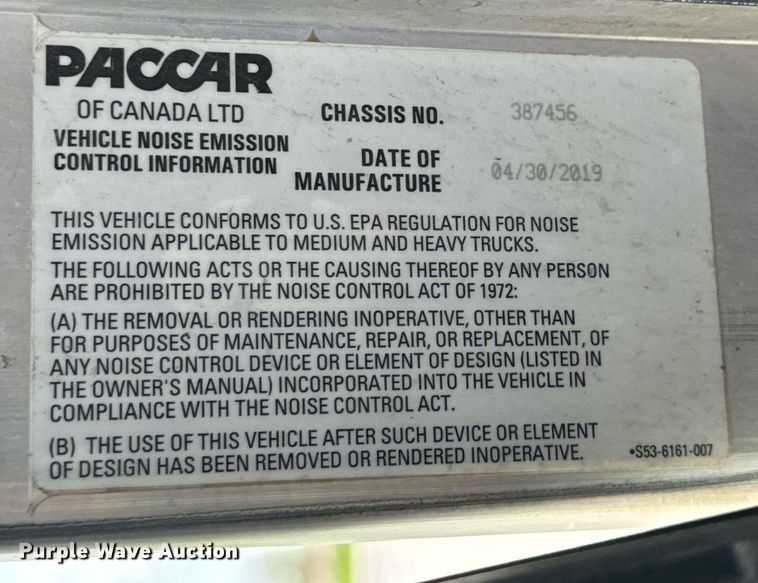 PACCAR
OF CANADA LTD
CHASSIS NO. 387456
VEHICLE NOISE EMISSION
CONTROL INFORMATION
DATE OF
MANUFACTURE 04/30/2019
THIS VEHICLE CONFORMS TO U.S. EPA REGULATION FOR NOISE
EMISSION APPLICABLE TO MEDIUM AND HEAVY TRUCKS.
THE FOLLOWING ACTS OR THE CAUSING THEREOF BY ANY PERSON
ARE PROHIBITED BY THE NOISE CONTROL ACT OF 1972:
(A) THE REMOVAL OR RENDERING INOPERATIVE, OTHER THAN
FOR PURPOSES OF MAINTENANCE, REPAIR, OR REPLACEMENT, OF
ANY NOISE CONTROL DEVICE OR ELEMENT OF DESIGN (LISTED IN
THE OWNER'S MANUAL) INCORPORATED INTO THE VEHICLE IN
COMPLIANCE WITH THE NOISE CONTROL ACT.
(B) THE USE OF THIS VEHICLE AFTER SUCH DEVICE OR ELEMENT
OF DESIGN HAS BEEN REMOVED OR RENDERED INOPERATIVE.
•S53-6161-007
Purple Wave Auction